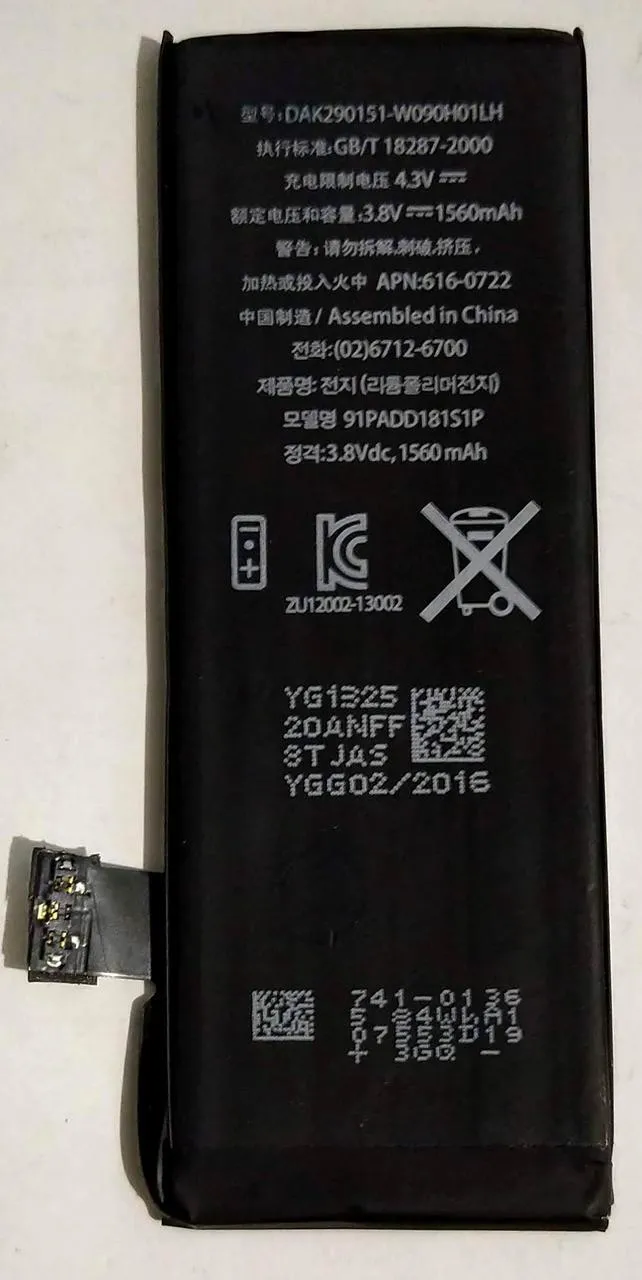 型号:DAK290151-W090H01LH
执行标准:GB/T 18287-2000
充电限制电压 4.3V
额定电压和容量:3.8V 1560mAh
警告:请勿拆解,刺破,挤压,
加热或投入火中 APN:616-0722
中国制造/Assembled in China
전화:(02)6712-6700
제품명: 전지 (리튬폴리머전지)
모델명 91PADD181S1P
정격:3.8Vdc, 1560 mAh
ZU12002-13002
YG1325
20ANFF
8TJAS
YGG02/2016
741-0136
07553D19
+ 3GQ -